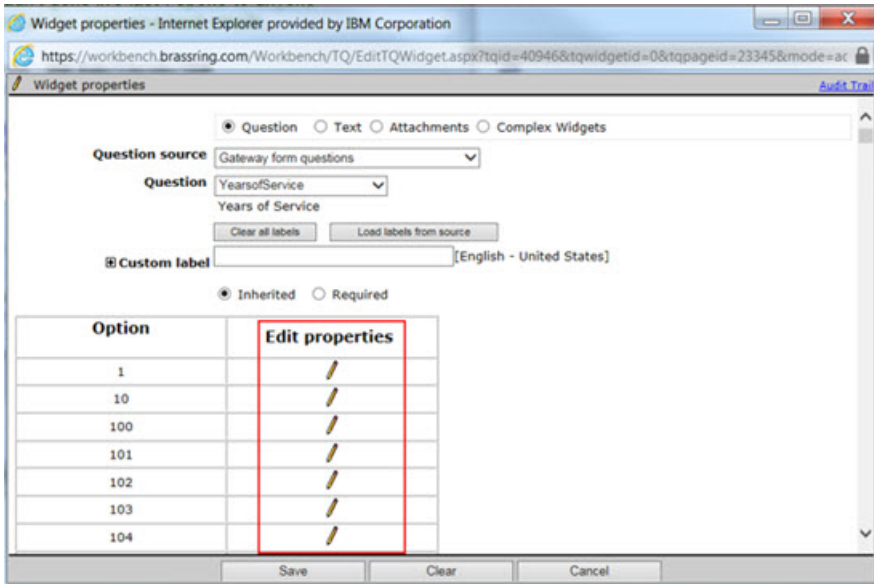 Widget properties - Internet Explorer provided by IBM Corporation
https://workbench.brassring.com/Workbench/TQ/EditTQWidget.aspx?tqid=40946&tqwidgetid=0&tqpageid=23345&mode=ac
Widget properties Audit Trail
Question Text Attachments Complex Widgets
Question source Gateway form questions
Question YearsofService
Years of Service
Clear all labels Load labels from source
Custom label [English - United States]
Inherited Required
Option Edit properties
1
10
100
101
102
103
104
Save Clear Cancel